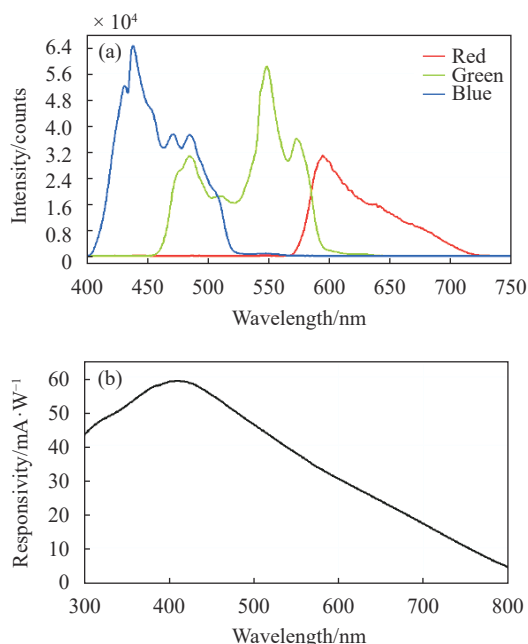 × 10⁴
(a)
Red
Green
Blue
6.4
5.6
4.8
4.0
3.2
2.4
1.6
0.8
0
Intensity/counts
400 450 500 550 600 650 700 750
Wavelength/nm
(b)
60
50
40
30
20
10
0
Responsivity/mA·W⁻¹
300 400 500 600 700 800
Wavelength/nm